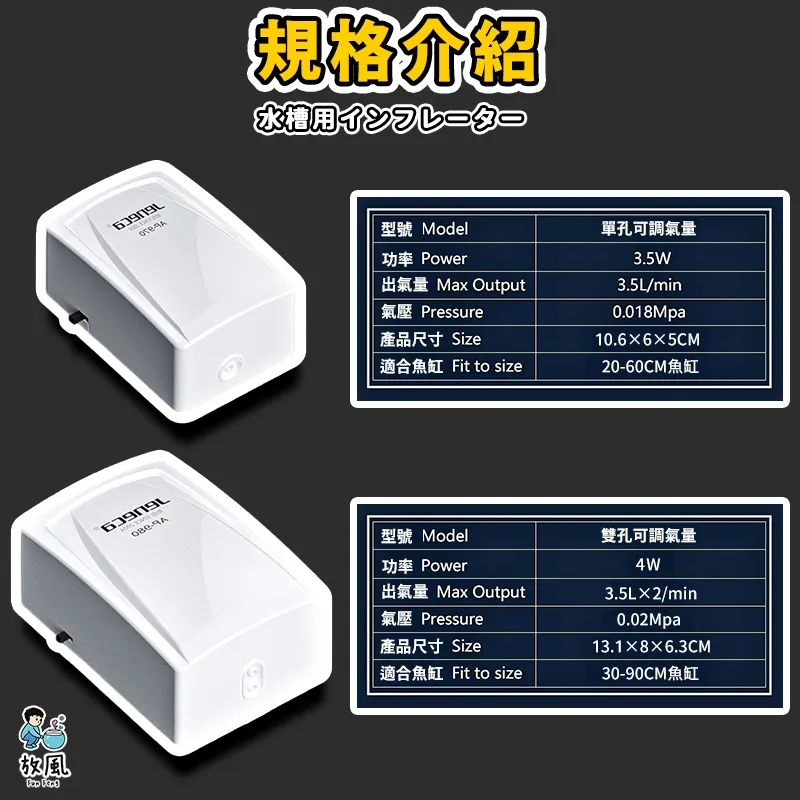 規格介紹
水槽用インフレーター
JENECA
AP-970
型號 Model 單孔可調氣量
功率 Power 3.5W
出氣量 Max Output 3.5L/min
氣壓 Pressure 0.018Mpa
產品尺寸 Size 10.6×6×5CM
適合魚缸 Fit to size 20-60CM魚缸
JENECA
AP-980
型號 Model 雙孔可調氣量
功率 Power 4W
出氣量 Max Output 3.5L×2/min
氣壓 Pressure 0.02Mpa
產品尺寸 Size 13.1×8×6.3CM
適合魚缸 Fit to size 30-90CM魚缸
放風
Fun Feng